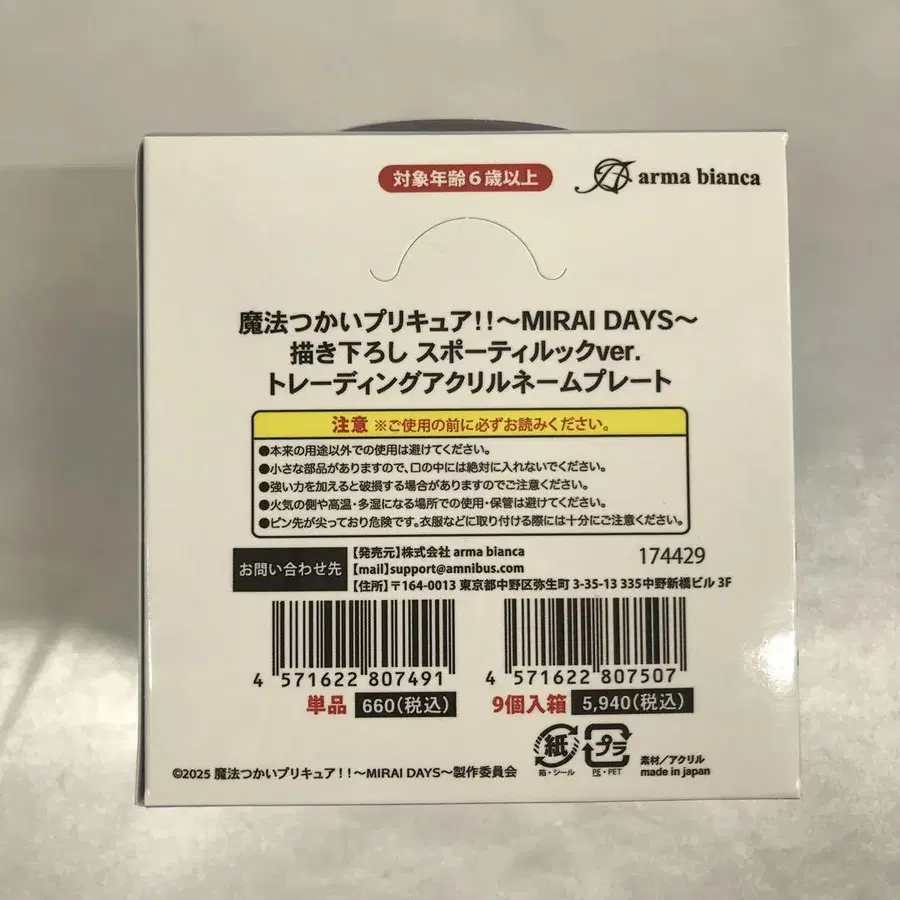 対象年齢6歳以上
arma bianca
魔法つかいプリキュア!!～MIRAI DAYS～
描き下ろし スポーティルックver.
トレーディングアクリルネームプレート
注意 ※ご使用の前に必ずお読みください。
●本来の用途以外での使用は避けてください。
●小さな部品がありますので、口の中には絶対に入れないでください。
●強い力を加えると破損する場合がありますのでご注意ください。
●火気の側や高温・多湿になる場所での使用・保管は避けてください。
●ピン先が尖っており危険です。衣服などに取り付ける際には十分にご注意ください。
お問い合わせ先
【発売元】株式会社 arma bianca
174429
【mail】support@amnibus.com
【住所】〒164-0013 東京都中野区弥生町 3-35-13 335中野新橋ビル 3F
4 571622 807491
4 571622 807507
単品 660(税込)
9個入箱 5,940(税込)
紙
箱・シール
プラ
PE・PET
素材／アクリル
made in japan
©2025 魔法つかいプリキュア!!～MIRAI DAYS～製作委員会